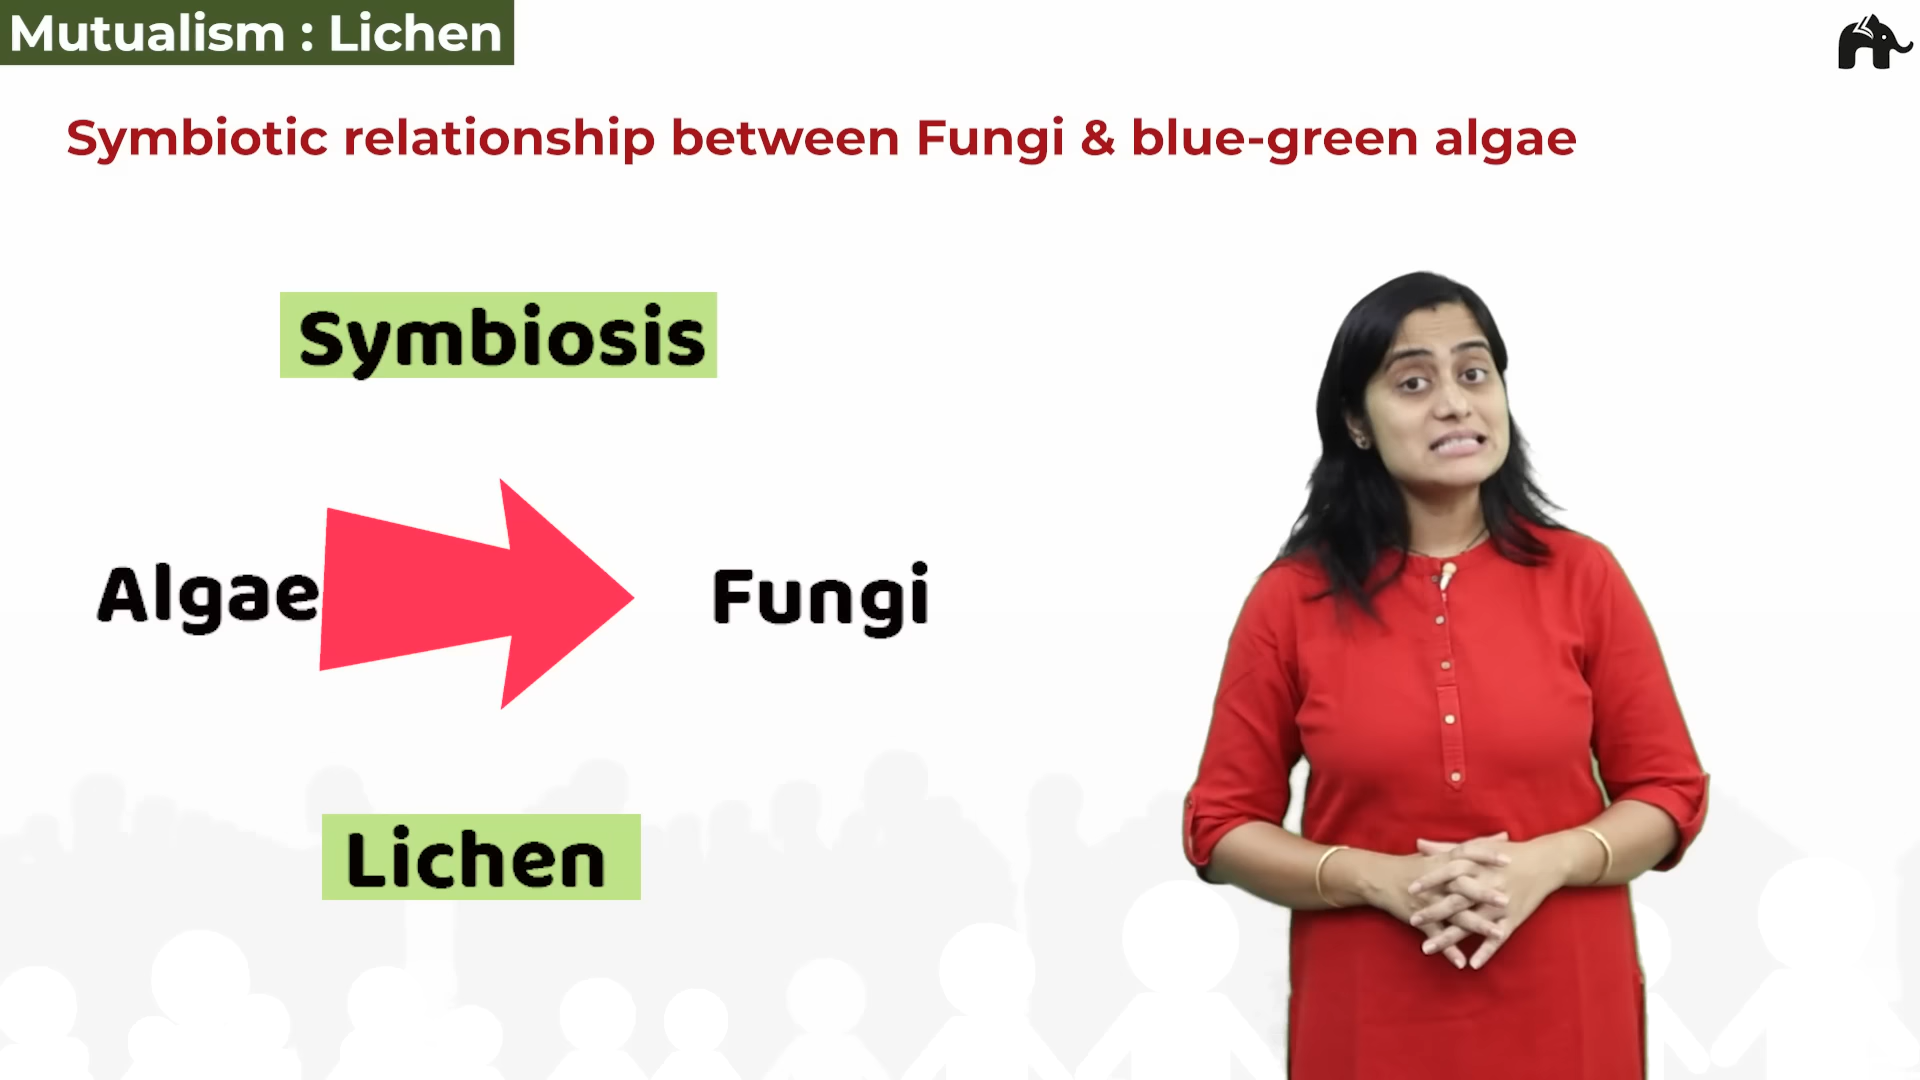 Mutualism : Lichen
Symbiotic relationship between Fungi & blue-green algae
Symbiosis
Algae
Fungi
Lichen